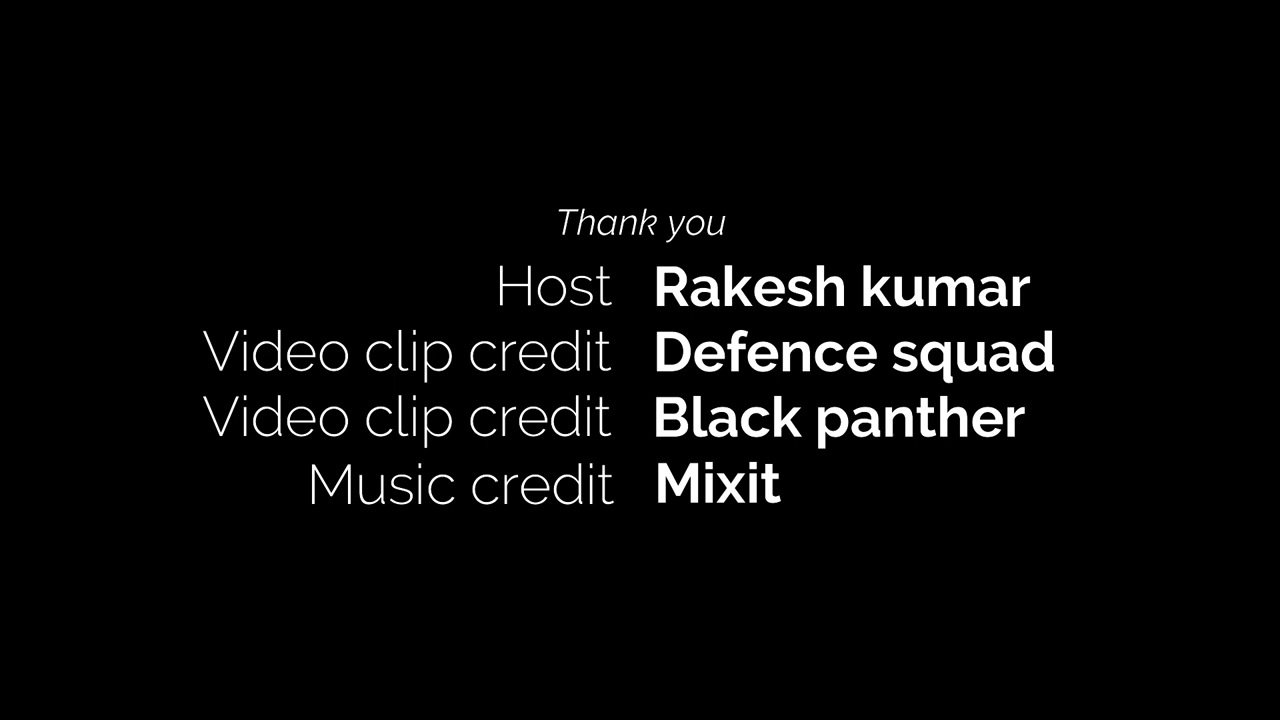 Thank you
Host Rakesh kumar
Video clip credit Defence squad
Video clip credit Black panther
Music credit Mixit